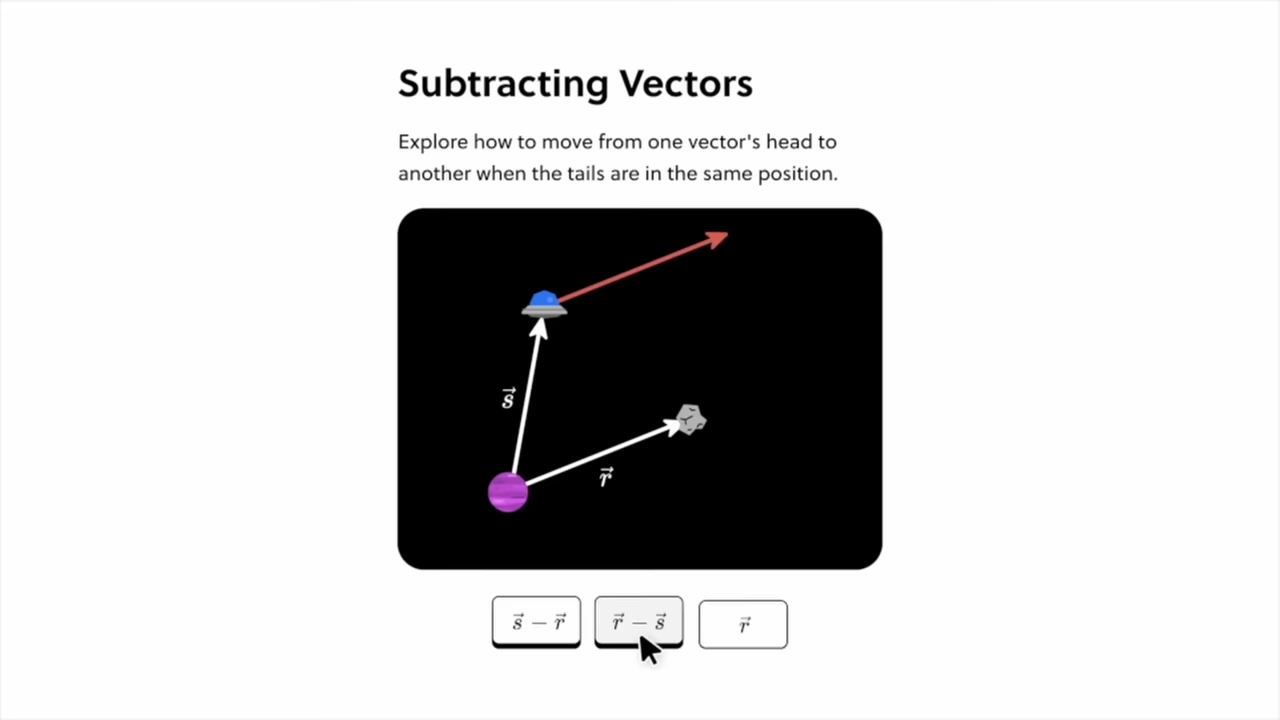 Subtracting Vectors
Explore how to move from one vector's head to
another when the tails are in the same position.
s⃗
r⃗
s⃗ − r⃗
r⃗ − s⃗
r⃗